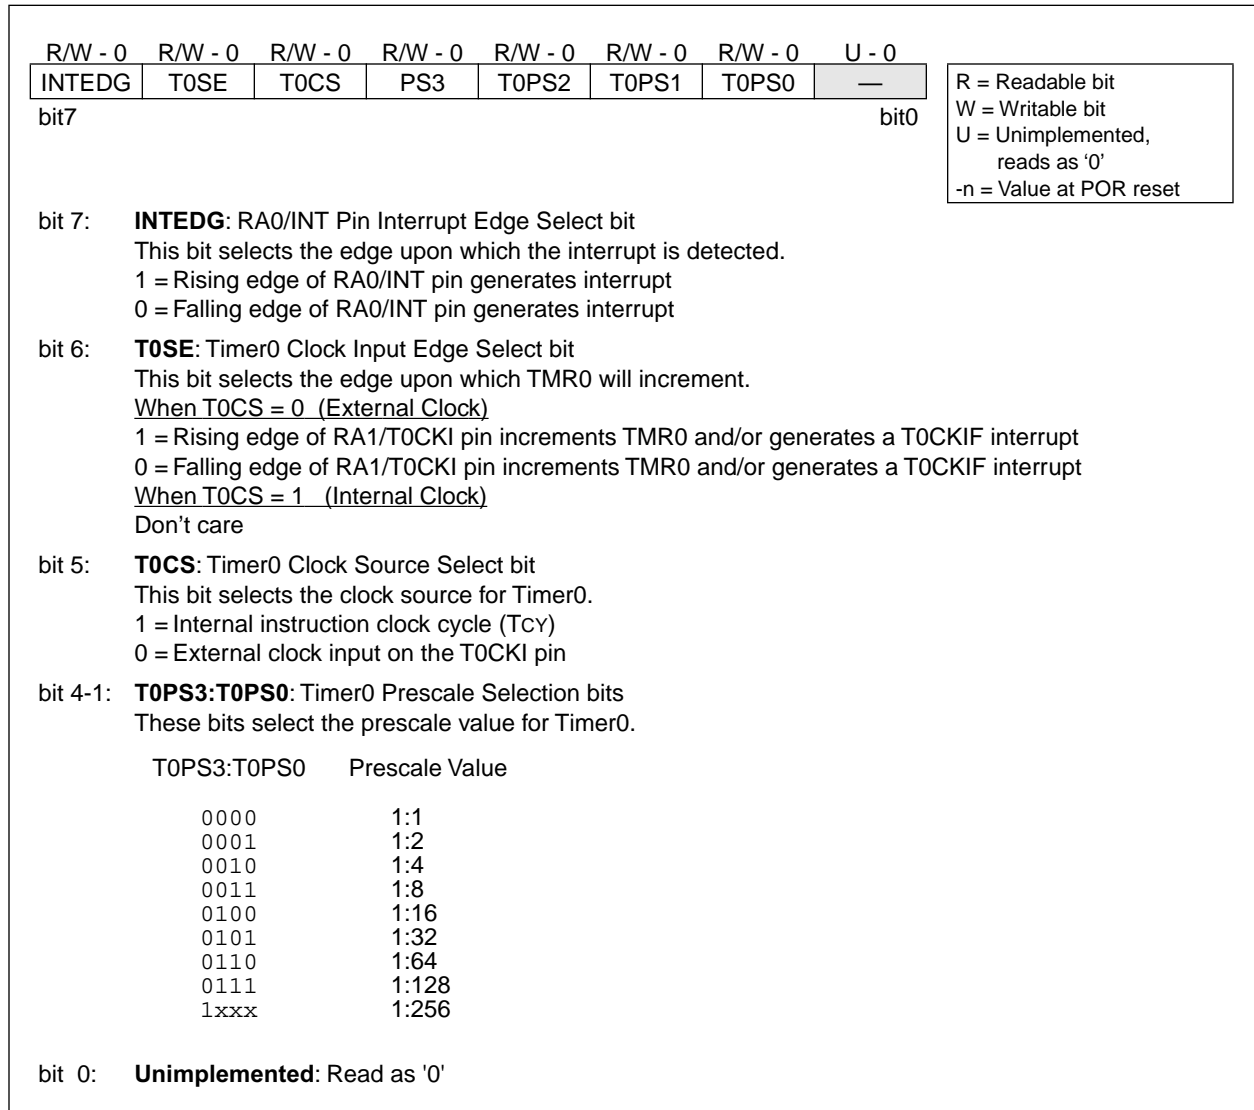 R/W - 0 R/W - 0 R/W - 0 R/W - 0 R/W - 0 R/W - 0 R/W - 0 U - 0
INTEDG T0SE T0CS PS3 T0PS2 T0PS1 T0PS0 —
bit7 bit0
R = Readable bit
W = Writable bit
U = Unimplemented,
reads as ‘0’
-n = Value at POR reset
bit 7: INTEDG: RA0/INT Pin Interrupt Edge Select bit
This bit selects the edge upon which the interrupt is detected.
1 = Rising edge of RA0/INT pin generates interrupt
0 = Falling edge of RA0/INT pin generates interrupt
bit 6: T0SE: Timer0 Clock Input Edge Select bit
This bit selects the edge upon which TMR0 will increment.
When T0CS = 0 (External Clock)
1 = Rising edge of RA1/T0CKI pin increments TMR0 and/or generates a T0CKIF interrupt
0 = Falling edge of RA1/T0CKI pin increments TMR0 and/or generates a T0CKIF interrupt
When T0CS = 1 (Internal Clock)
Don’t care
bit 5: T0CS: Timer0 Clock Source Select bit
This bit selects the clock source for Timer0.
1 = Internal instruction clock cycle (TCY)
0 = External clock input on the T0CKI pin
bit 4-1: T0PS3:T0PS0: Timer0 Prescale Selection bits
These bits select the prescale value for Timer0.
T0PS3:T0PS0 Prescale Value
0000 1:1
0001 1:2
0010 1:4
0011 1:8
0100 1:16
0101 1:32
0110 1:64
0111 1:128
1xxx 1:256
bit 0: Unimplemented: Read as '0'